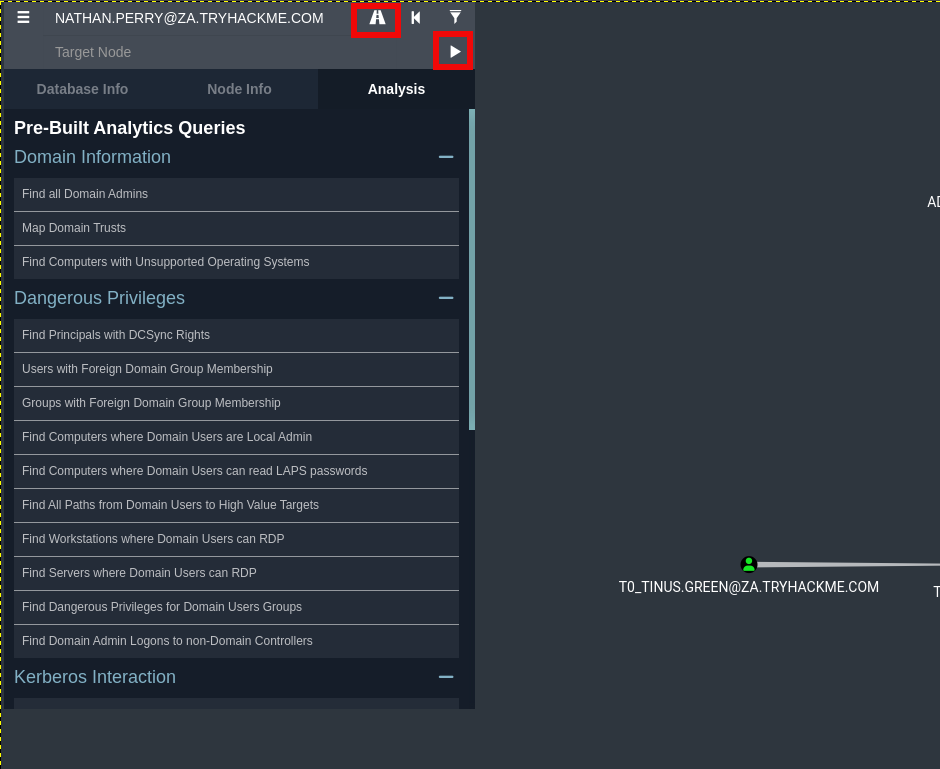 NATHAN.PERRY@ZA.TRYHACKME.COM
Target Node
Database Info Node Info Analysis
Pre-Built Analytics Queries
Domain Information
Find all Domain Admins
Map Domain Trusts
Find Computers with Unsupported Operating Systems
Dangerous Privileges
Find Principals with DCSync Rights
Users with Foreign Domain Group Membership
Groups with Foreign Domain Group Membership
Find Computers where Domain Users are Local Admin
Find Computers where Domain Users can read LAPS passwords
Find All Paths from Domain Users to High Value Targets
Find Workstations where Domain Users can RDP
Find Servers where Domain Users can RDP
Find Dangerous Privileges for Domain Users Groups
Find Domain Admin Logons to non-Domain Controllers
Kerberos Interaction
T0_TINUS.GREEN@ZA.TRYHACKME.COM